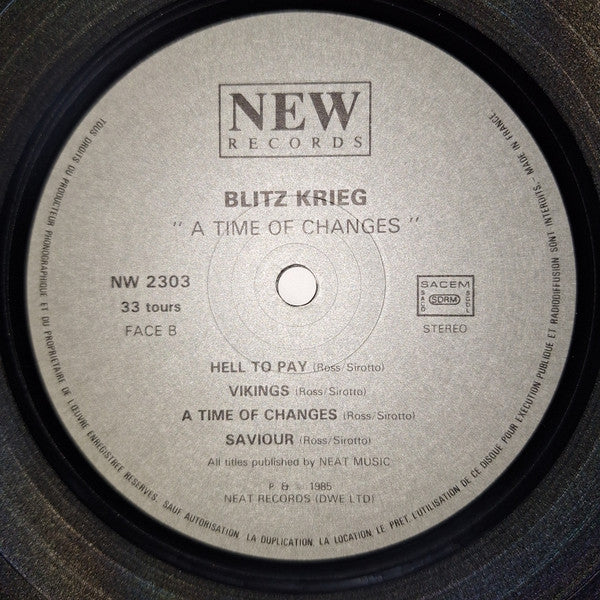 NEW
RECORDS
BLITZ KRIEG
" A TIME OF CHANGES "
NW 2303
33 tours
FACE B
SACEM
SACD
SDRM
SGDL
STEREO
HELL TO PAY (Ross/Sirotto)
VIKINGS (Ross/Sirotto)
A TIME OF CHANGES (Ross/Sirotto)
SAVIOUR (Ross/Sirotto)
All titles published by NEAT MUSIC
P & © 1985
NEAT RECORDS (DWE LTD)
TOUS DROITS DU PRODUCTEUR PHONOGRAPHIQUE ET DU PROPRIETAIRE DE L'ŒUVRE ENREGISTREE RESERVES. SAUF AUTORISATION, LA DUPLICATION, LA LOCATION, LE PRET, L'UTILISATION DE CE DISQUE POUR EXECUTION PUBLIQUE ET RADIODIFFUSION SONT INTERDITS. - MADE IN FRANCE.